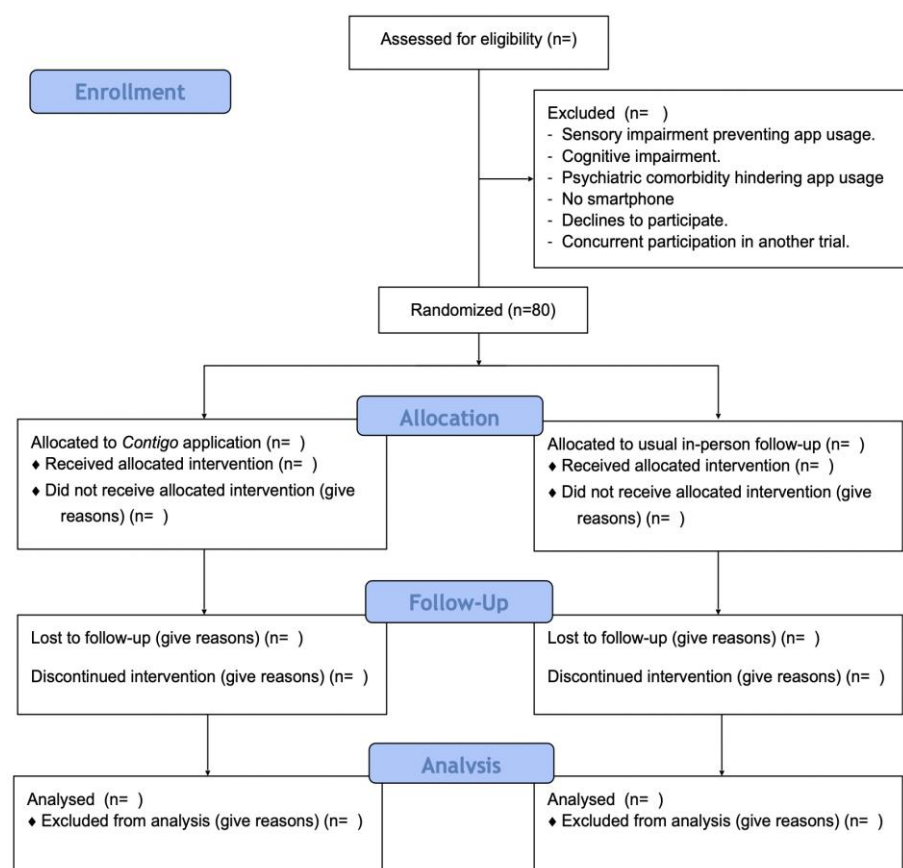 Assessed for eligibility (n=)
Enrollment
Excluded  (n=  )
- Sensory impairment preventing app usage.
- Cognitive impairment.
- Psychiatric comorbidity hindering app usage
- No smartphone
- Declines to participate.
- Concurrent participation in another trial.
Randomized (n=80)
Allocation
Allocated to Contigo application (n=  )
♦ Received allocated intervention (n=  )
♦ Did not receive allocated intervention (give
reasons) (n=  )
Allocated to usual in-person follow-up (n=  )
♦ Received allocated intervention (n=  )
♦ Did not receive allocated intervention (give
reasons) (n=  )
Follow-Up
Lost to follow-up (give reasons) (n=  )
Discontinued intervention (give reasons) (n=  )
Lost to follow-up (give reasons) (n=  )
Discontinued intervention (give reasons) (n=  )
Analysis
Analysed  (n=  )
♦ Excluded from analysis (give reasons) (n=  )
Analysed  (n=  )
♦ Excluded from analysis (give reasons) (n=  )